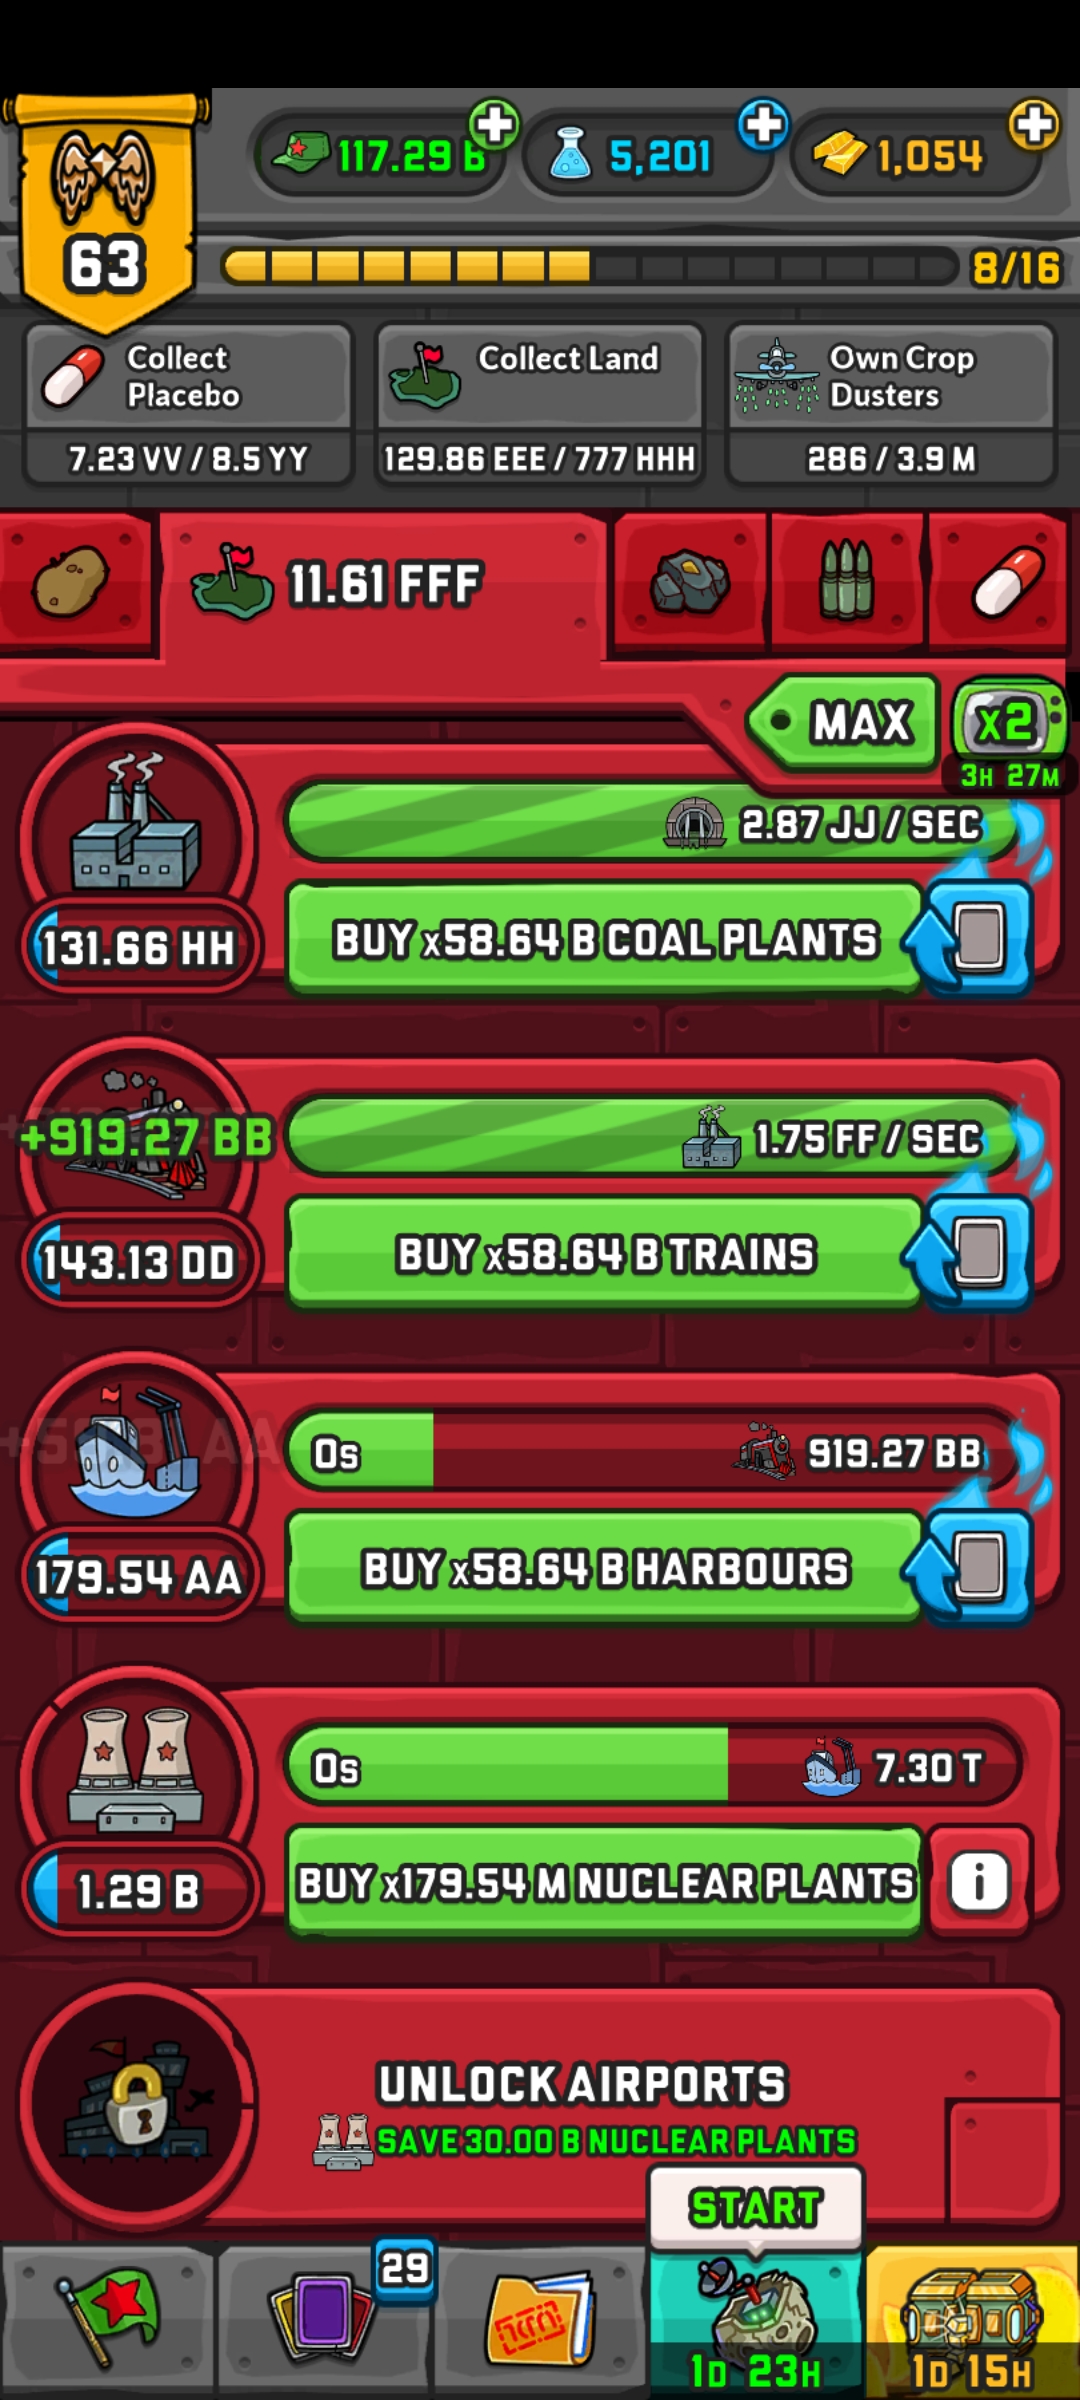 117.29 B
5,201
1,054
63
8/16
Collect
Placebo
7.23 VV / 8.5 YY
Collect Land
129.86 EEE / 777 HHH
Own Crop
Dusters
286 / 3.9 M
11.61 FFF
MAX
x2
3H 27M
2.87 JJ / SEC
131.66 HH
BUY x58.64 B COAL PLANTS
+919.27 BB
1.75 FF / SEC
143.13 DD
BUY x58.64 B TRAINS
0s
919.27 BB
179.54 AA
BUY x58.64 B HARBOURS
0s
7.30 T
1.29 B
BUY x179.54 M NUCLEAR PLANTS
i
UNLOCK AIRPORTS
SAVE 30.00 B NUCLEAR PLANTS
START
29
1D 23H
1D 15H